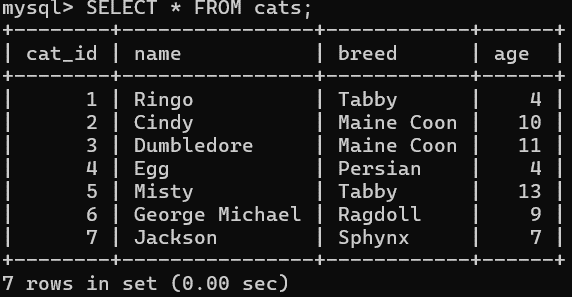 mysql> SELECT * FROM cats;
+--------+----------------+------------+------+
| cat_id | name           | breed      | age  |
+--------+----------------+------------+------+
|      1 | Ringo          | Tabby      |    4 |
|      2 | Cindy          | Maine Coon |   10 |
|      3 | Dumbledore     | Maine Coon |   11 |
|      4 | Egg            | Persian    |    4 |
|      5 | Misty          | Tabby      |   13 |
|      6 | George Michael | Ragdoll    |    9 |
|      7 | Jackson        | Sphynx     |    7 |
+--------+----------------+------------+------+
7 rows in set (0.00 sec)